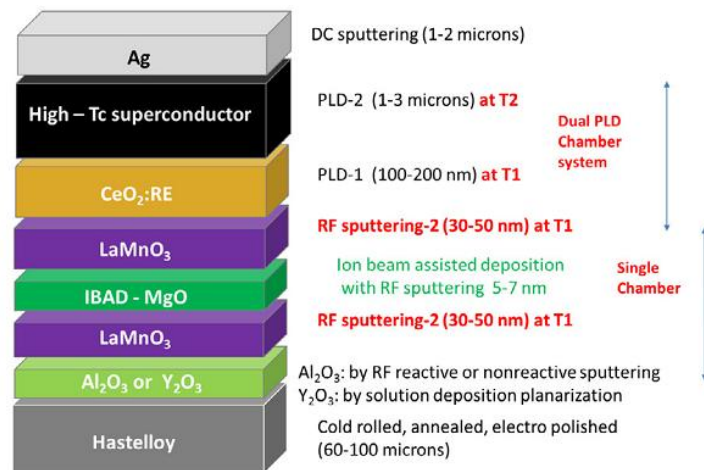 DC sputtering (1-2 microns)
Ag
High – Tc superconductor
PLD-2 (1-3 microns) at T2
Dual PLD
Chamber
system
PLD-1 (100-200 nm) at T1
CeO₂:RE
RF sputtering-2 (30-50 nm) at T1
LaMnO₃
Ion beam assisted deposition
with RF sputtering 5-7 nm
Single
Chamber
IBAD - MgO
RF sputtering-2 (30-50 nm) at T1
LaMnO₃
Al₂O₃ or Y₂O₃
Al₂O₃: by RF reactive or nonreactive sputtering
Y₂O₃: by solution deposition planarization
Hastelloy
Cold rolled, annealed, electro polished
(60-100 microns)